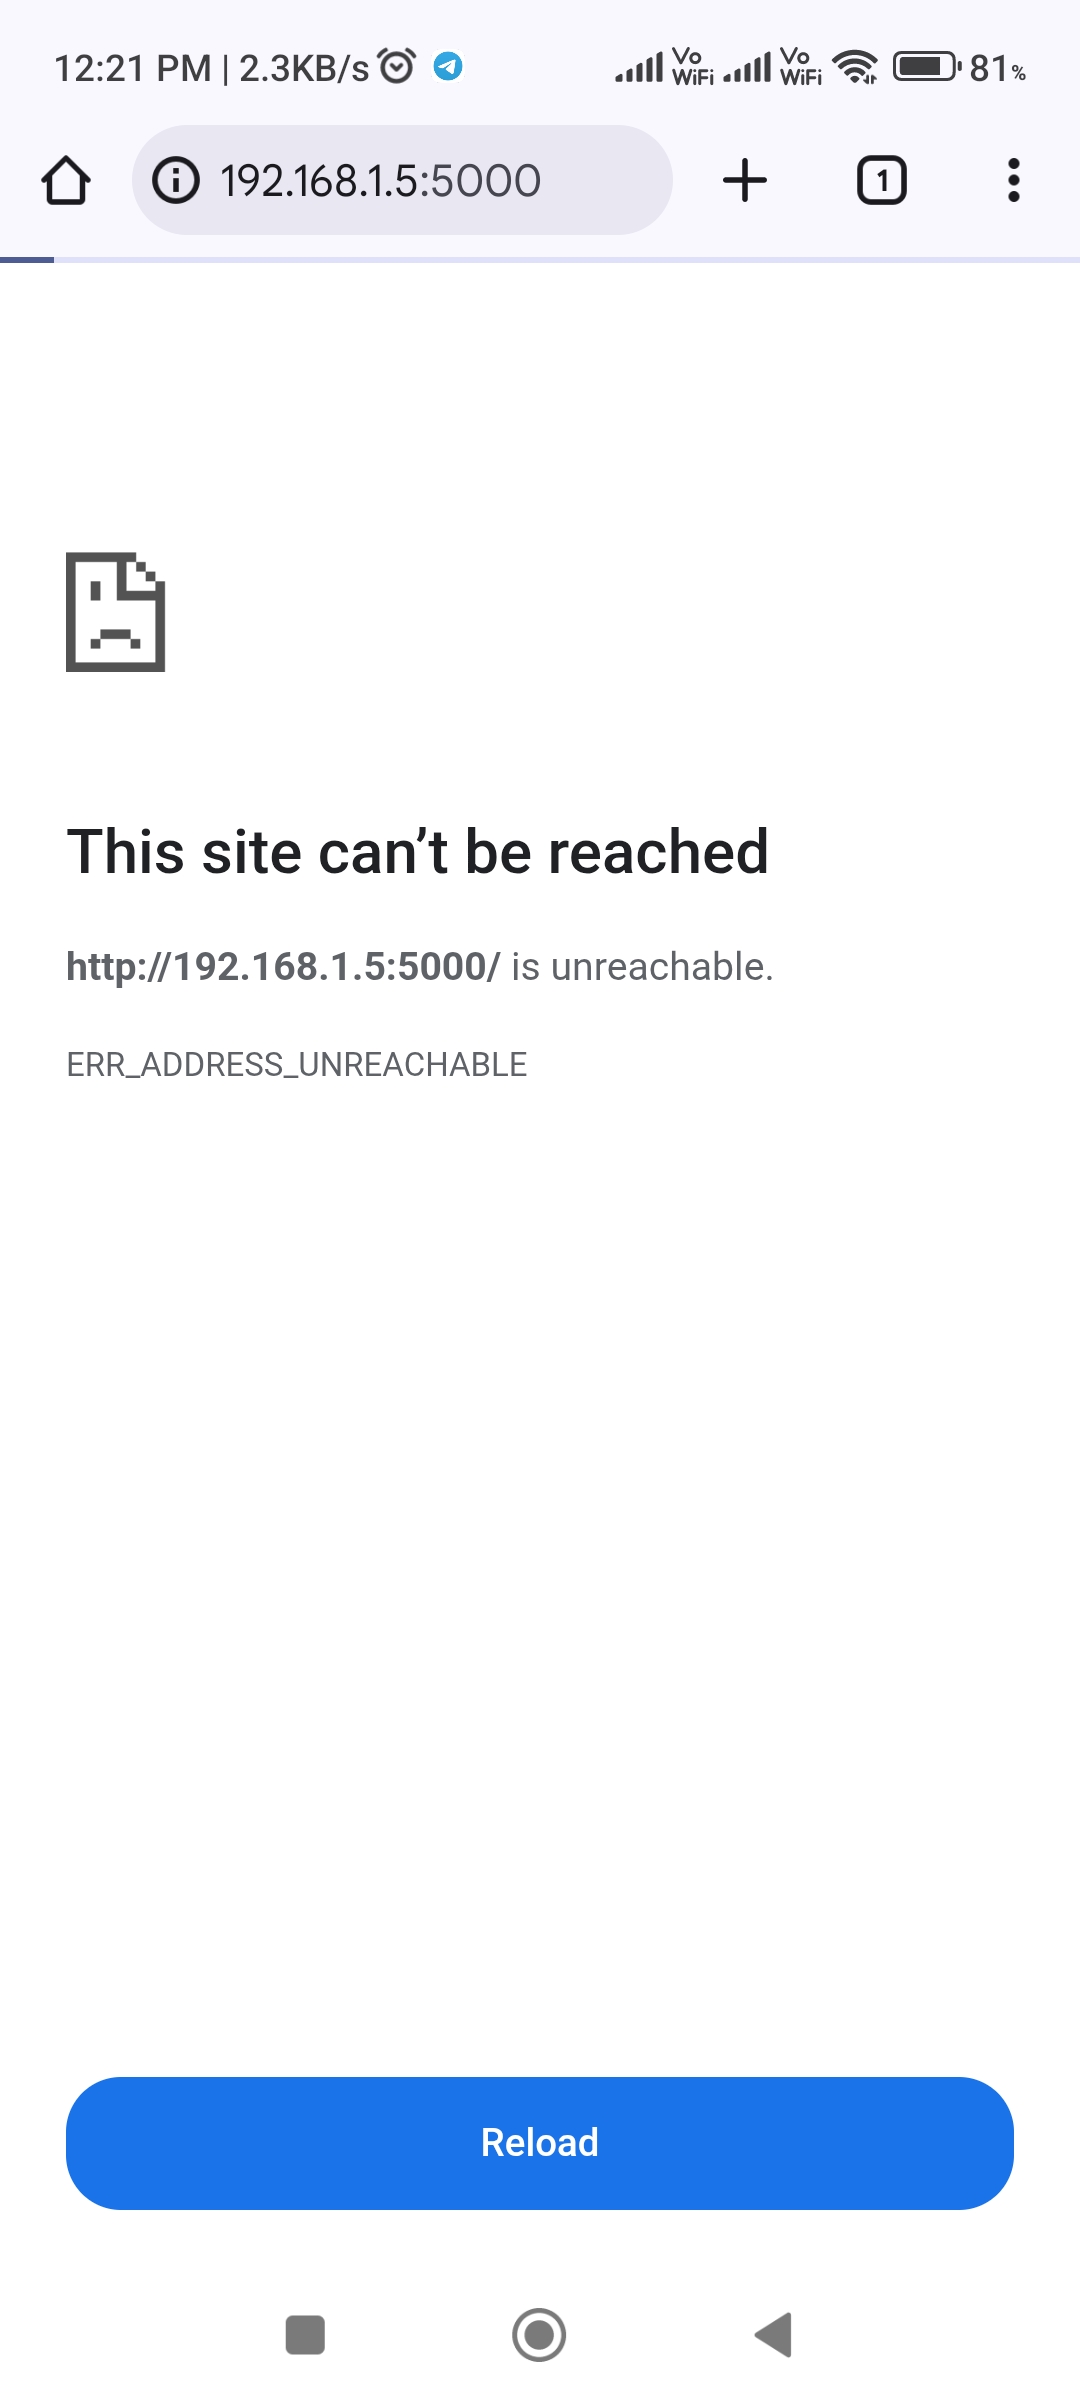 12:21 PM | 2.3KB/s Vo WiFi Vo WiFi 81%
192.168.1.5:5000 1
This site can’t be reached
http://192.168.1.5:5000/ is unreachable.
ERR_ADDRESS_UNREACHABLE
Reload